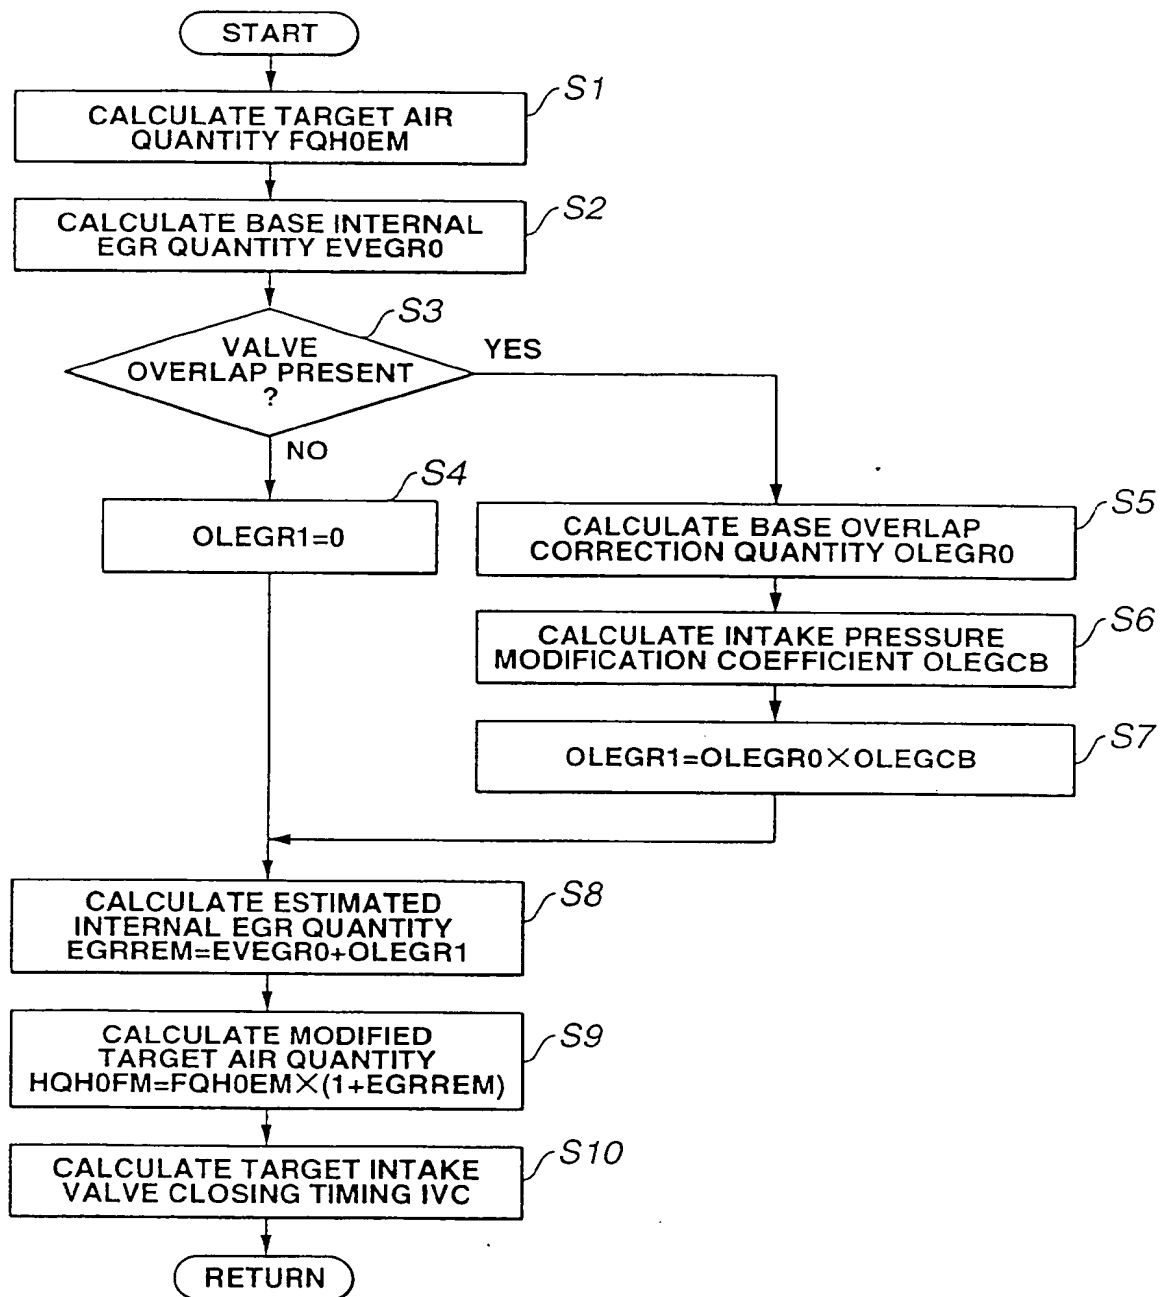 START
S1
CALCULATE TARGET AIR
QUANTITY FQH0EM
S2
CALCULATE BASE INTERNAL
EGR QUANTITY EVEGR0
S3
VALVE
OVERLAP PRESENT
?
YES
NO
S4
OLEGR1=0
S5
CALCULATE BASE OVERLAP
CORRECTION QUANTITY OLEGR0
S6
CALCULATE INTAKE PRESSURE
MODIFICATION COEFFICIENT OLEGCB
S7
OLEGR1=OLEGR0×OLEGCB
S8
CALCULATE ESTIMATED
INTERNAL EGR QUANTITY
EGRREM=EVEGR0+OLEGR1
S9
CALCULATE MODIFIED
TARGET AIR QUANTITY
HQH0FM=FQH0EM×(1+EGRREM)
S10
CALCULATE TARGET INTAKE
VALVE CLOSING TIMING IVC
RETURN